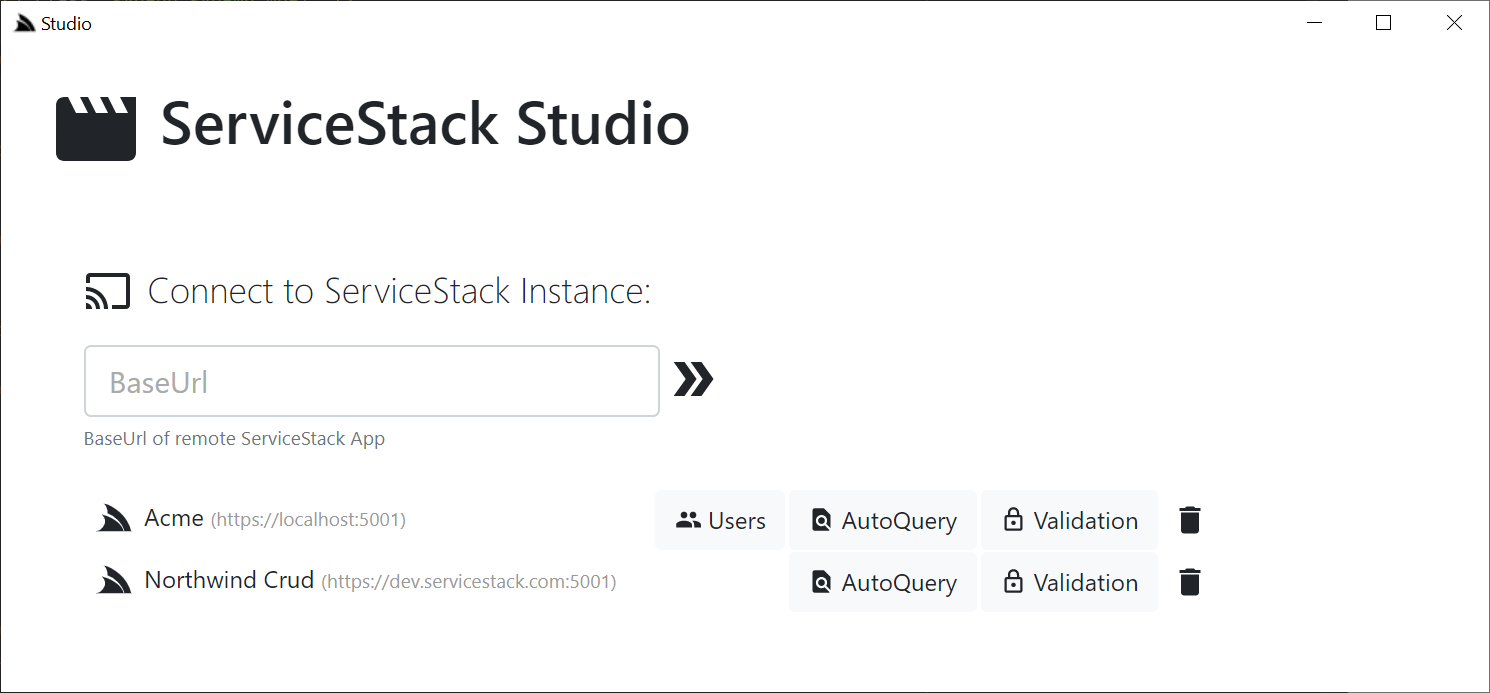 Studio
ServiceStack Studio
Connect to ServiceStack Instance:
BaseUrl
BaseUrl of remote ServiceStack App
Acme (https://localhost:5001) Users AutoQuery Validation
Northwind Crud (https://dev.servicestack.com:5001) AutoQuery Validation